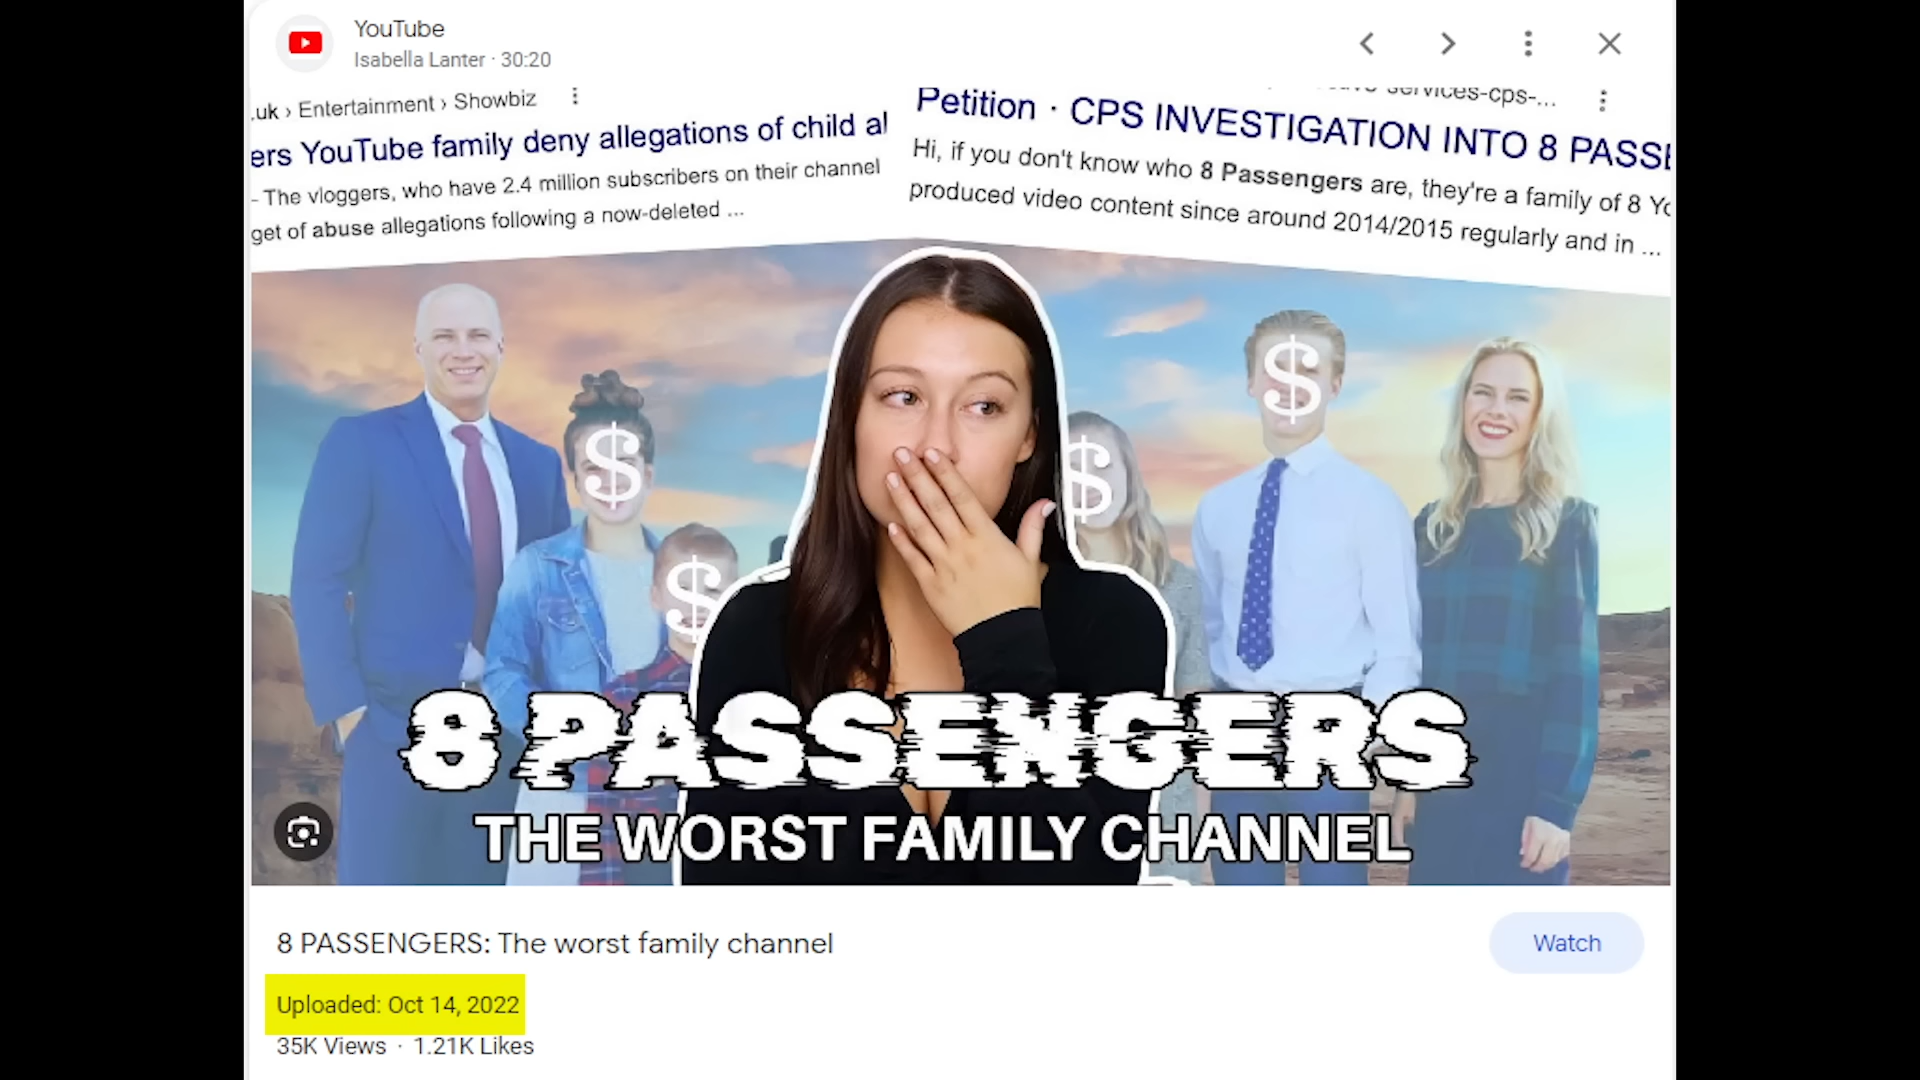 YouTube
Isabella Lanter · 30:20
.uk › Entertainment › Showbiz
ers YouTube family deny allegations of child
- The vloggers, who have 2.4 million subscribers on their channel
get of abuse allegations following a now-deleted ...
services-cps-...
Petition · CPS INVESTIGATION INTO 8 PASSE
Hi, if you don't know who 8 Passengers are, they're a family of 8
produced video content since around 2014/2015 regularly and in ...
$
$
$
$
8 PASSENGERS
THE WORST FAMILY CHANNEL
8 PASSENGERS: The worst family channel
Watch
Uploaded: Oct 14, 2022
35K Views · 1.21K Likes